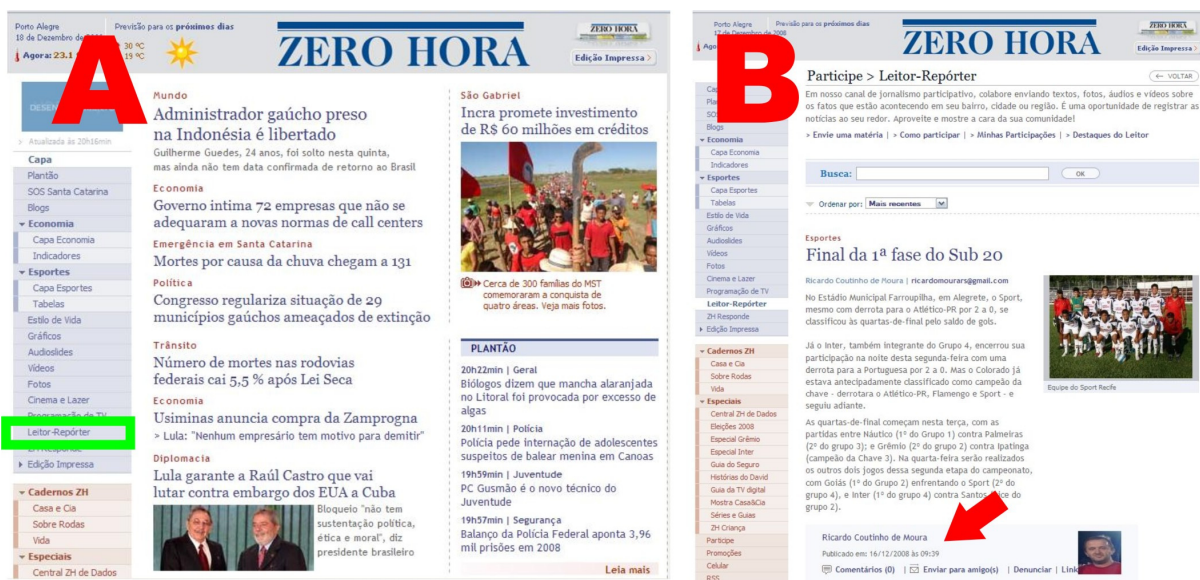 A
Porto Alegre
18 de Dezembro de
Agora: 23.1
Previsão para os próximos dias
30 ºC
19 ºC
ZERO HORA
ZERO HORA
Edição Impressa >
> Atualizada às 20h16min
Capa
Plantão
SOS Santa Catarina
Blogs
Economia
Capa Economia
Indicadores
Esportes
Capa Esportes
Tabelas
Estilo de Vida
Gráficos
Audioslides
Vídeos
Fotos
Cinema e Lazer
Programação de TV
Leitor-Repórter
ZH Responde
Edição Impressa
Cadernos ZH
Casa e Cia
Sobre Rodas
Vida
Especiais
Central ZH de Dados
Mundo
Administrador gaúcho preso
na Indonésia é libertado
Guilherme Guedes, 24 anos, foi solto nesta quinta,
mas ainda não tem data confirmada de retorno ao Brasil
Economia
Governo intima 72 empresas que não se
adequaram a novas normas de call centers
Emergência em Santa Catarina
Mortes por causa da chuva chegam a 131
Política
Congresso regulariza situação de 29
municípios gaúchos ameaçados de extinção
Trânsito
Número de mortes nas rodovias
federais cai 5,5 % após Lei Seca
Economia
Usiminas anuncia compra da Zamprogna
> Lula: "Nenhum empresário tem motivo para demitir"
Diplomacia
Lula garante a Raúl Castro que vai
lutar contra embargo dos EUA a Cuba
Bloqueio "não tem
sustentação política,
ética e moral", diz
presidente brasileiro
São Gabriel
Incra promete investimento
de R$ 60 milhões em créditos
Cerca de 300 famílias do MST
comemoraram a conquista de
quatro áreas. Veja mais fotos.
PLANTÃO
20h22min | Geral
Biólogos dizem que mancha alaranjada
no Litoral foi provocada por excesso de
algas
20h11min | Polícia
Polícia pede internação de adolescentes
suspeitos de balear menina em Canoas
19h59min | Juventude
PC Gusmão é o novo técnico do
Juventude
19h57min | Segurança
Balanço da Polícia Federal aponta 3,96
mil prisões em 2008
Leia mais
B
Porto Alegre
17 de Dezembro de 2008
Previsão para os próximos dias
ZERO HORA
ZERO HORA
Edição Impressa >
Blogs
Economia
Capa Economia
Indicadores
Esportes
Capa Esportes
Tabelas
Estilo de Vida
Gráficos
Audioslides
Vídeos
Fotos
Cinema e Lazer
Programação de TV
Leitor-Repórter
ZH Responde
Edição Impressa
Cadernos ZH
Casa e Cia
Sobre Rodas
Vida
Especiais
Central ZH de Dados
Eleições 2008
Especial Grêmio
Especial Inter
Guia do Seguro
Histórias do David
Guia da TV digital
Mostra Casa&Cia
Séries e Guias
ZH Criança
Participe
Promoções
Celular
RSS
Participe > Leitor-Repórter
VOLTAR
Em nosso canal de jornalismo participativo, colabore enviando textos, fotos, áudios e vídeos sobre
os fatos que estão acontecendo em seu bairro, cidade ou região. É uma oportunidade de registrar as
notícias ao seu redor. Aproveite e mostre a cara da sua comunidade!
> Envie uma matéria | > Como participar | > Minhas Participações | > Destaques do Leitor
Busca:
OK
Ordenar por: Mais recentes
Esportes
Final da 1ª fase do Sub 20
Ricardo Coutinho de Moura | ricardomourars@gmail.com
No Estádio Municipal Farroupilha, em Alegrete, o Sport,
mesmo com derrota para o Atlético-PR por 2 a 0, se
classificou às quartas-de-final pelo saldo de gols.
Já o Inter, também integrante do Grupo 4, encerrou sua
participação na noite desta segunda-feira com uma
derrota para a Portuguesa por 2 a 0. Mas o Colorado já
estava antecipadamente classificado como campeão da
chave - derrotara o Atlético-PR, Flamengo e Sport - e
seguiu adiante.
As quartas-de-final começam nesta terça, com as
partidas entre Náutico (1º do Grupo 1) contra Palmeiras
(2º do grupo 3); e Grêmio (2º do grupo 2) contra Ipatinga
(campeão da Chave 3). Na quarta-feira serão realizados
os outros dois jogos dessa segunda etapa do campeonato,
com Goiás (1º do Grupo 2) enfrentando o Sport (2º do
grupo 4), e Inter (1º do grupo 4) contra Santos do
grupo 2).
Equipe do Sport Recife
Ricardo Coutinho de Moura
Publicado em: 16/12/2008 às 09:39
Comentários (0) | Enviar para amigo(s) | Denunciar | Link